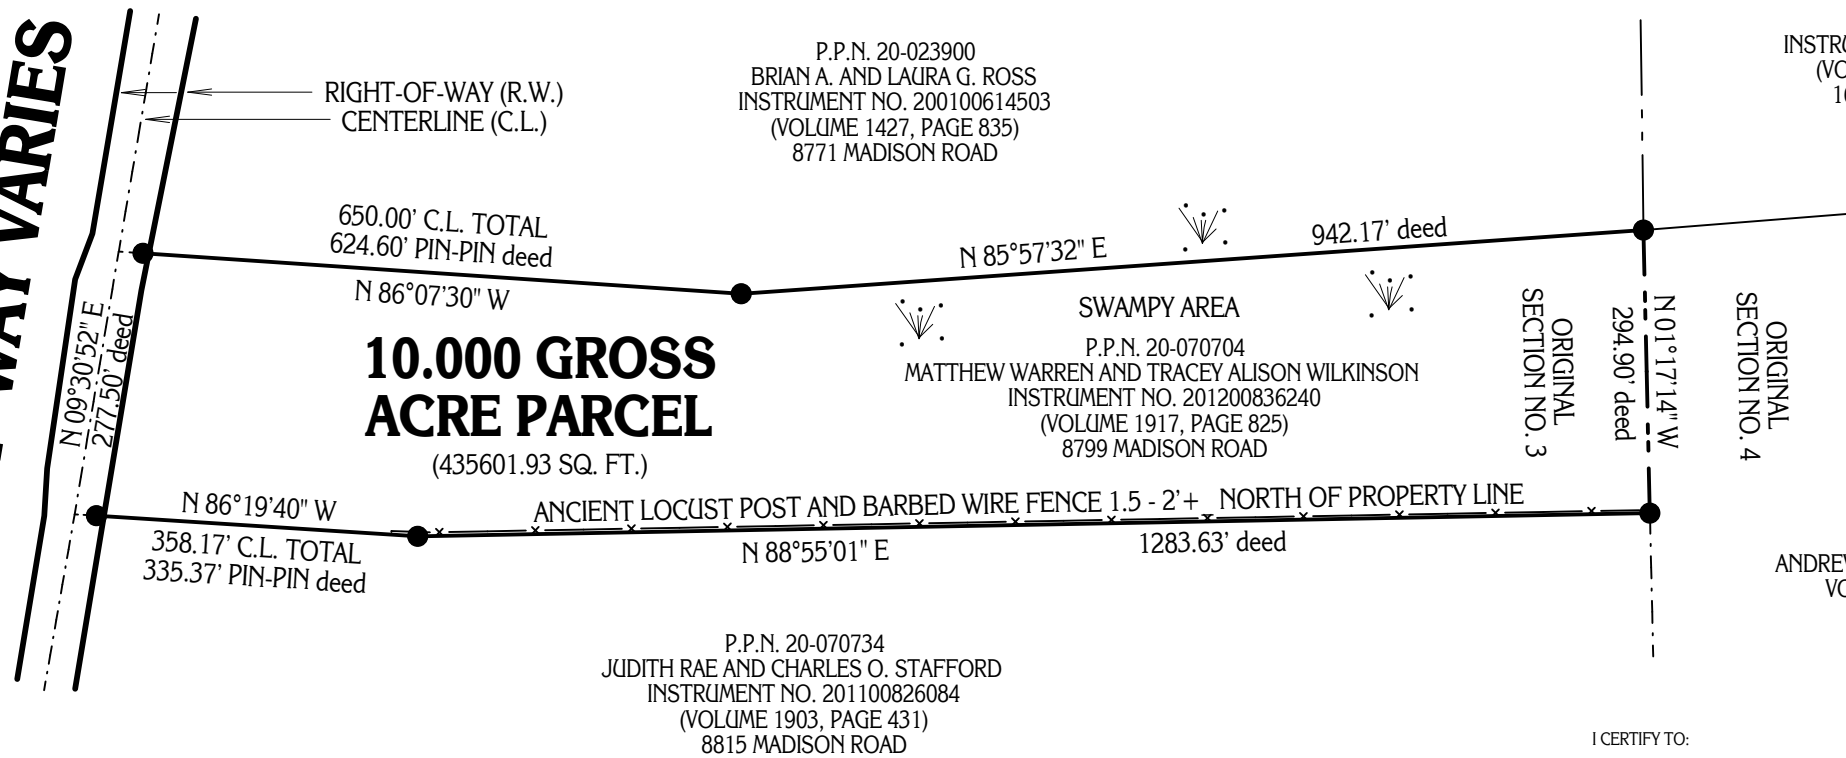 WAY VARIES
RIGHT-OF-WAY (R.W.)
CENTERLINE (C.L.)
P.P.N. 20-023900
BRIAN A. AND LAURA G. ROSS
INSTRUMENT NO. 200100614503
(VOLUME 1427, PAGE 835)
8771 MADISON ROAD
650.00' C.L. TOTAL
624.60' PIN-PIN deed
N 86°07'30" W
N 85°57'32" E
942.17' deed
N 09°30'52" E
277.50' deed
10.000 GROSS
ACRE PARCEL
(435601.93 SQ. FT.)
SWAMPY AREA
P.P.N. 20-070704
MATTHEW WARREN AND TRACEY ALISON WILKINSON
INSTRUMENT NO. 201200836240
(VOLUME 1917, PAGE 825)
8799 MADISON ROAD
ORIGINAL
SECTION NO. 3
N 01°17'14" W
294.90' deed
ORIGINAL
SECTION NO. 4
N 86°19'40" W
358.17' C.L. TOTAL
335.37' PIN-PIN deed
ANCIENT LOCUST POST AND BARBED WIRE FENCE 1.5 - 2'+_ NORTH OF PROPERTY LINE
N 88°55'01" E
1283.63' deed
P.P.N. 20-070734
JUDITH RAE AND CHARLES O. STAFFORD
INSTRUMENT NO. 201100826084
(VOLUME 1903, PAGE 431)
8815 MADISON ROAD
I CERTIFY TO: